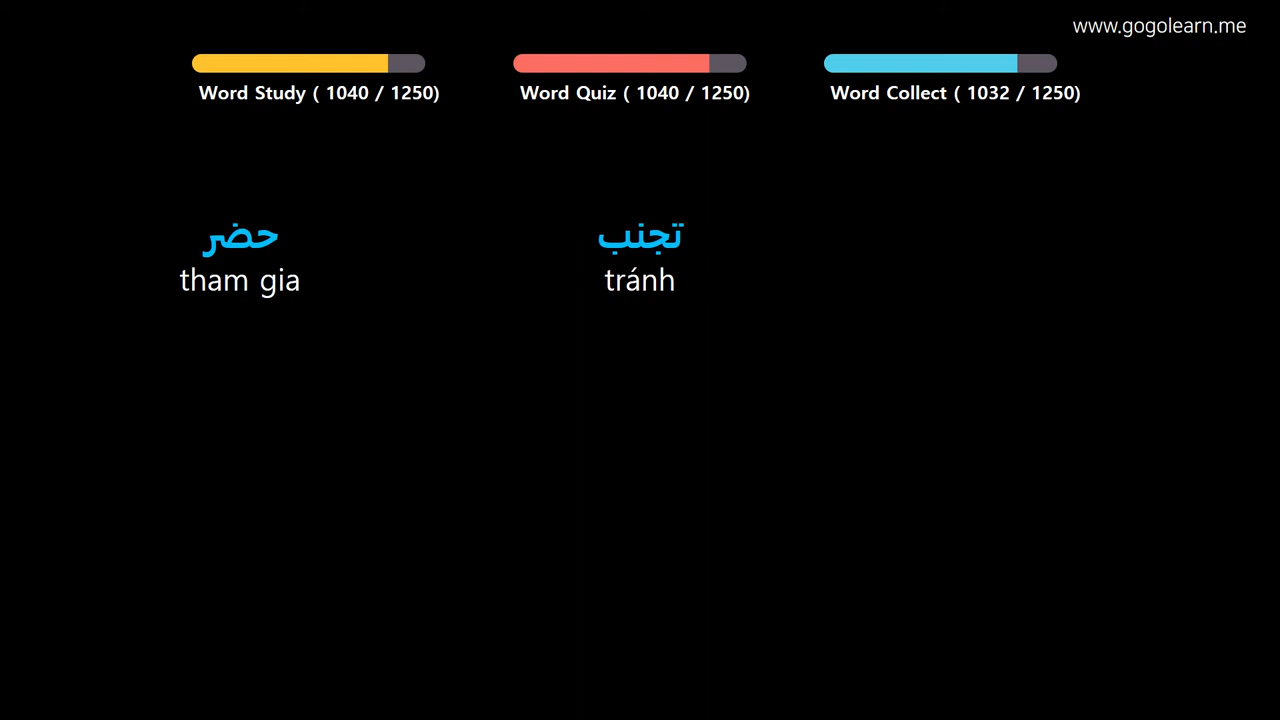 www.gogolearn.me
Word Study ( 1040 / 1250)
Word Quiz ( 1040 / 1250)
Word Collect ( 1032 / 1250)
حضر
tham gia
تجنب
tránh